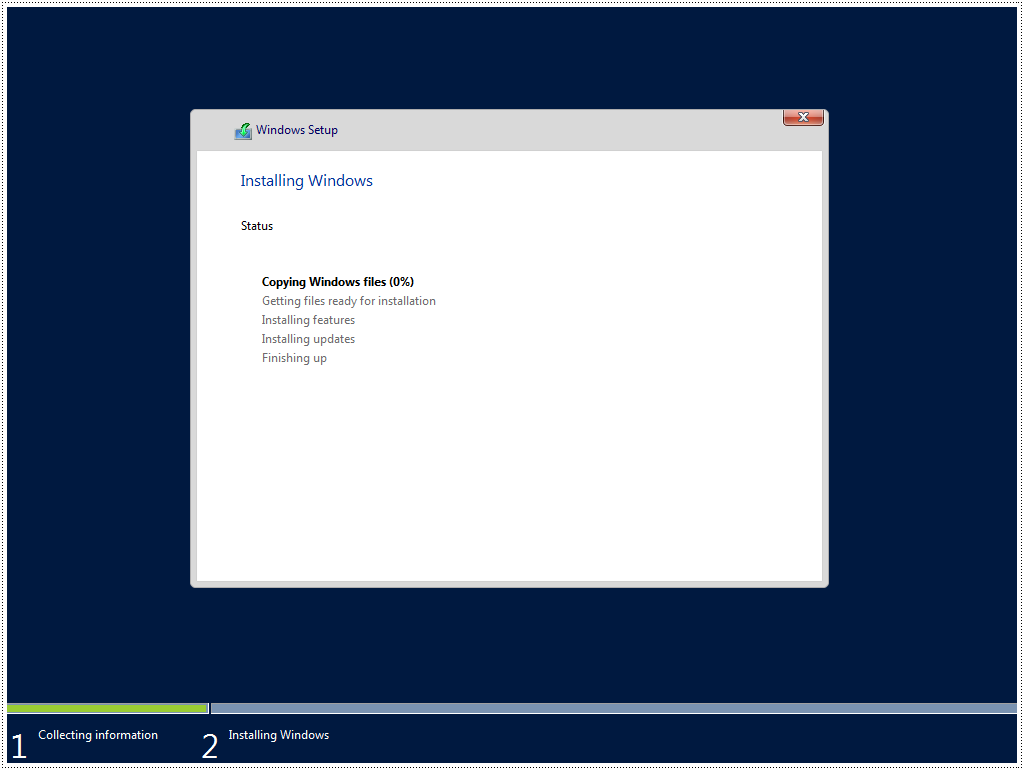 Windows Setup
Installing Windows
Status
Copying Windows files (0%)
Getting files ready for installation
Installing features
Installing updates
Finishing up
1 Collecting information
2 Installing Windows